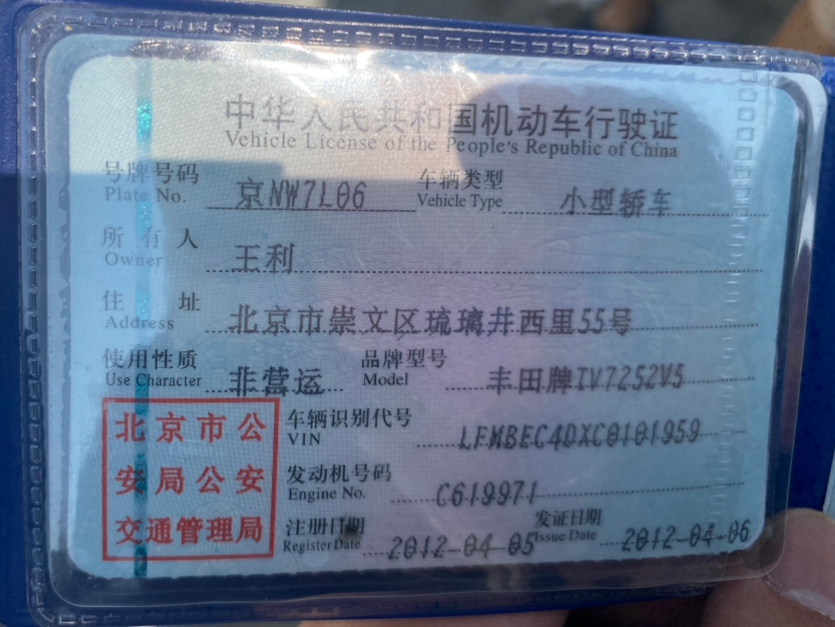 中华人民共和国机动车行驶证
Vehicle License of the People's Republic of China
号牌号码 京NW7L06 车辆类型 小型轿车
Plate No. Vehicle Type
所有人 王利
Owner
住址 北京市崇文区琉璃井西里55号
Address
使用性质 非营运 品牌型号 丰田牌TV7252V5
Use Character Model
北京市公 车辆识别代号 LFMBEC4DXC0101959
VIN
安局公安 发动机号码 C619971
Engine No.
交通管理局 注册日期 2012-04-05 发证日期 2012-04-06
Register Date Issue Date